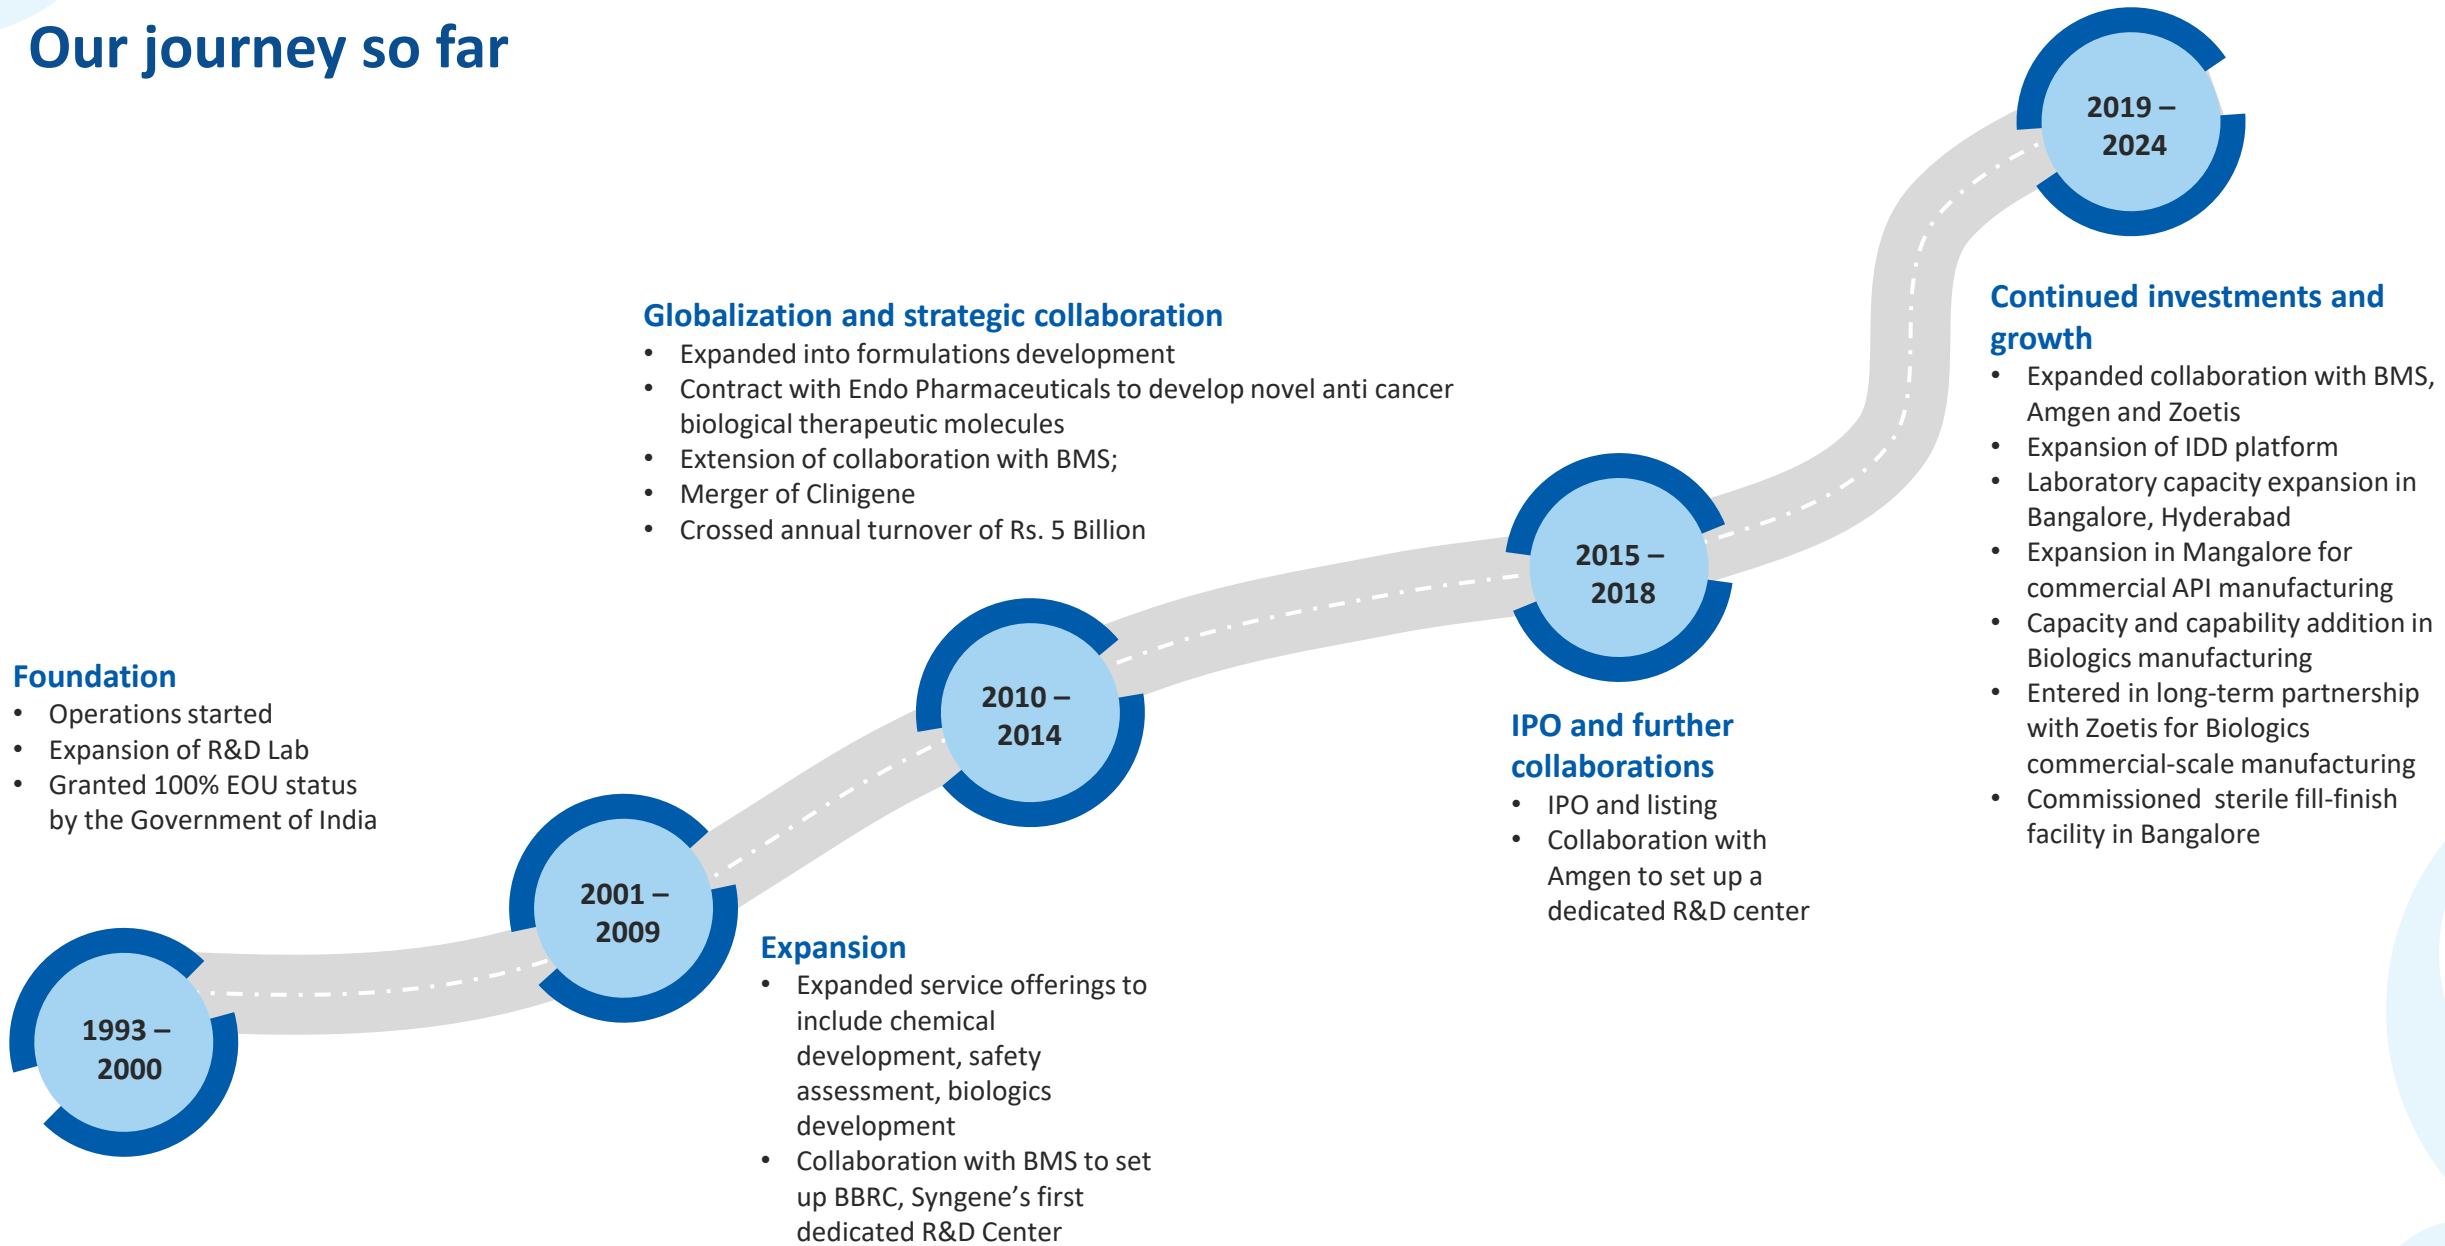 Our journey so far
1993 –
2000
Foundation
• Operations started
• Expansion of R&D Lab
• Granted 100% EOU status
by the Government of India
2001 –
2009
Expansion
• Expanded service offerings to
include chemical
development, safety
assessment, biologics
development
• Collaboration with BMS to set
up BBRC, Syngene’s first
dedicated R&D Center
2010 –
2014
Globalization and strategic collaboration
• Expanded into formulations development
• Contract with Endo Pharmaceuticals to develop novel anti cancer
biological therapeutic molecules
• Extension of collaboration with BMS;
• Merger of Clinigene
• Crossed annual turnover of Rs. 5 Billion
2015 –
2018
IPO and further
collaborations
• IPO and listing
• Collaboration with
Amgen to set up a
dedicated R&D center
2019 –
2024
Continued investments and
growth
• Expanded collaboration with BMS,
Amgen and Zoetis
• Expansion of IDD platform
• Laboratory capacity expansion in
Bangalore, Hyderabad
• Expansion in Mangalore for
commercial API manufacturing
• Capacity and capability addition in
Biologics manufacturing
• Entered in long-term partnership
with Zoetis for Biologics
commercial-scale manufacturing
• Commissioned  sterile fill-finish
facility in Bangalore